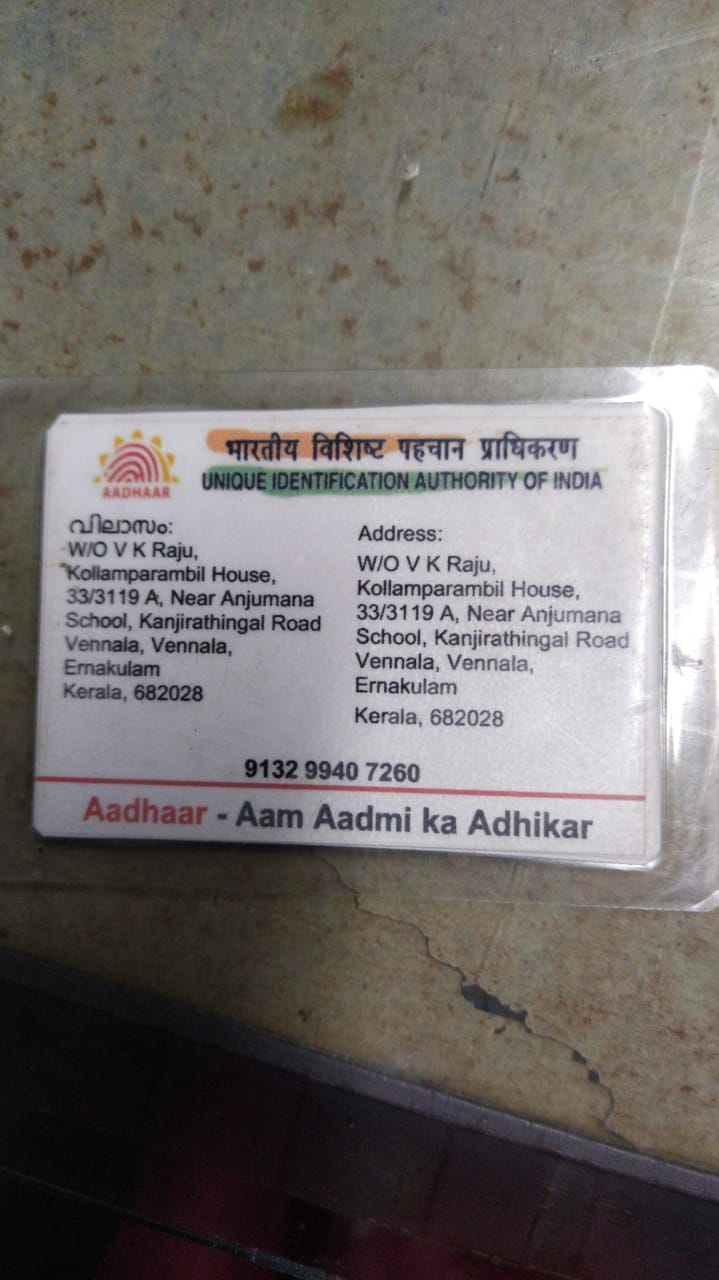 भारतीय विशिष्ट पहचान प्राधिकरण
UNIQUE IDENTIFICATION AUTHORITY OF INDIA
AADHAAR
വിലാസം:
W/O V K Raju,
Kollamparambil House,
33/3119 A, Near Anjumana
School, Kanjirathingal Road
Vennala, Vennala,
Ernakulam
Kerala, 682028
Address:
W/O V K Raju,
Kollamparambil House,
33/3119 A, Near Anjumana
School, Kanjirathingal Road
Vennala, Vennala,
Ernakulam
Kerala, 682028
9132 9940 7260
Aadhaar - Aam Aadmi ka Adhikar